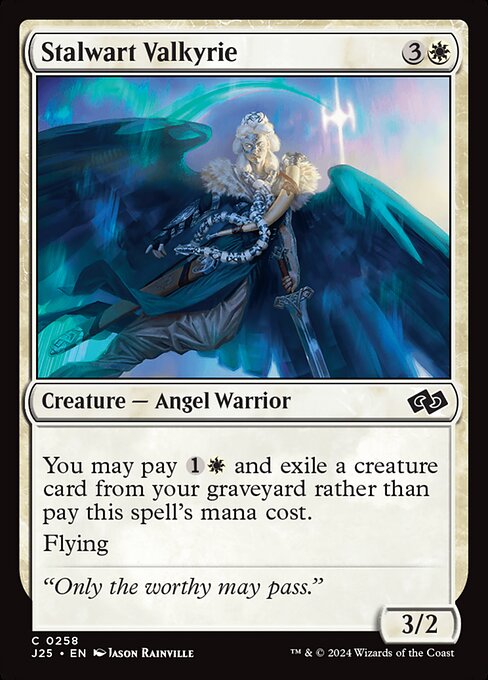 Stalwart Valkyrie 3
Creature — Angel Warrior
You may pay 1 and exile a creature
card from your graveyard rather than
pay this spell's mana cost.
Flying
“Only the worthy may pass.”
3/2
C 0258
J25 • EN Jason Rainville
™ & © 2024 Wizards of the Coast